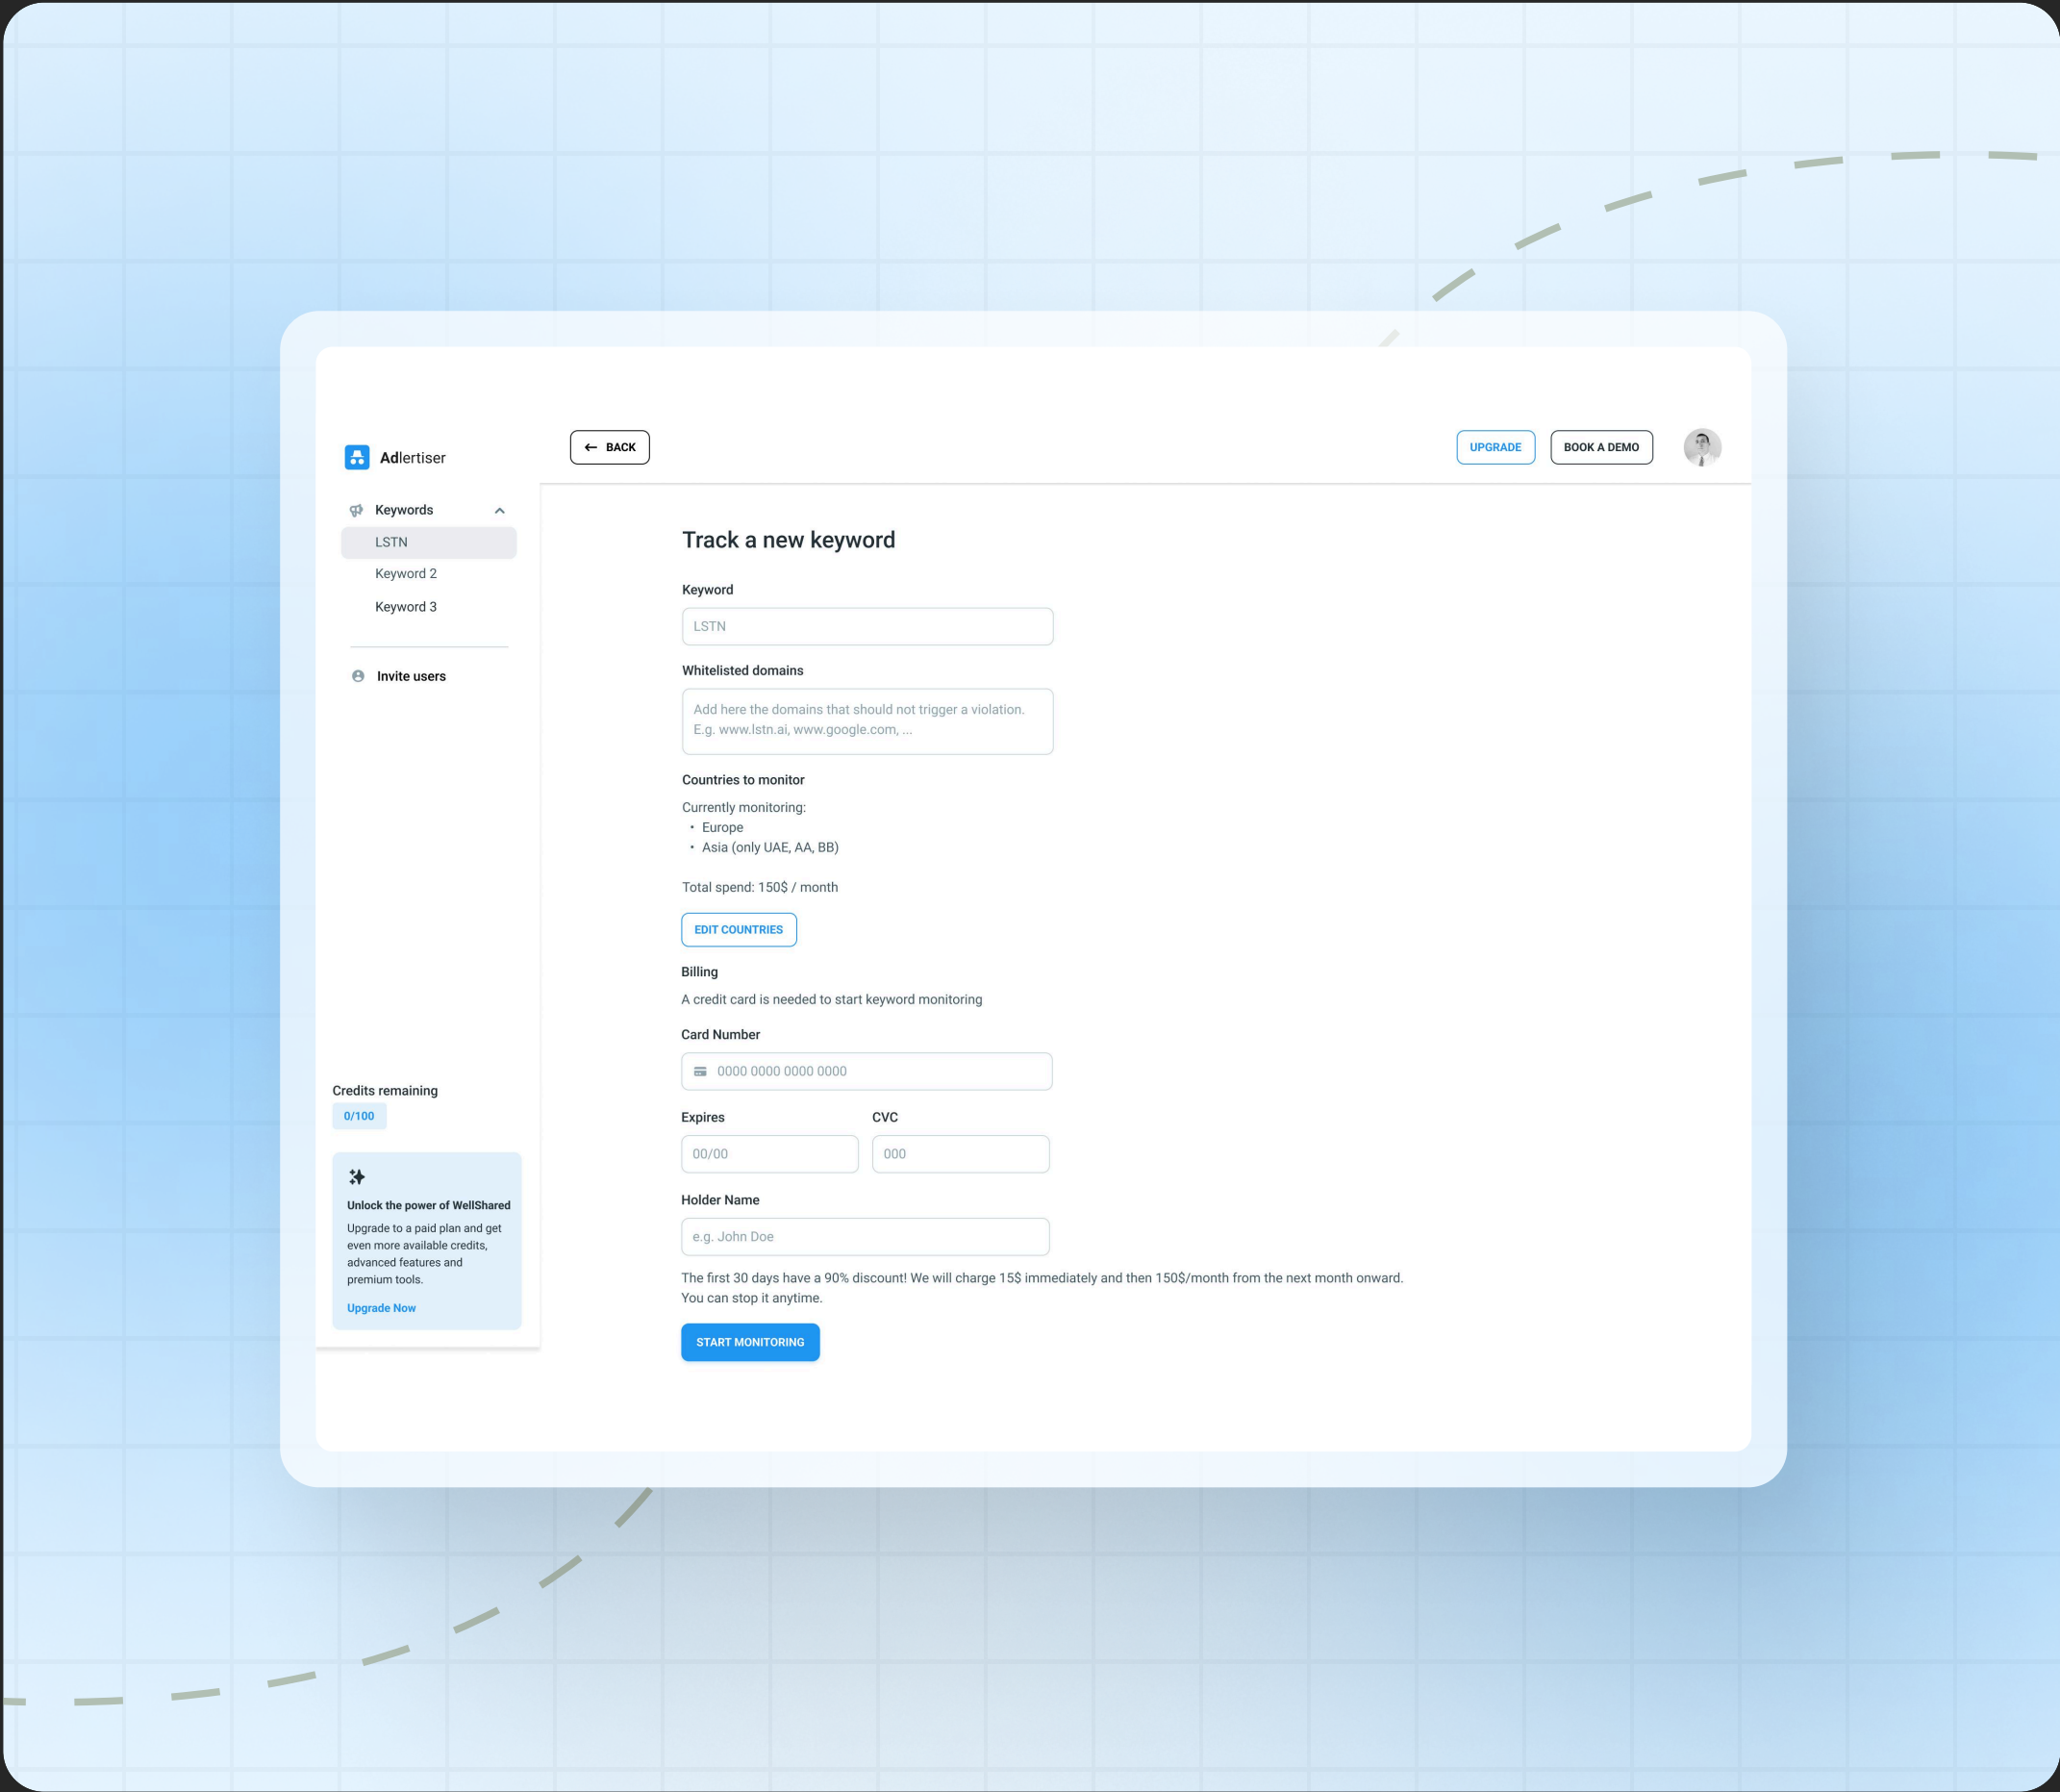 Adlertiser
Keywords
LSTN
Keyword 2
Keyword 3
Invite users
Credits remaining
0/100
Unlock the power of WellShared
Upgrade to a paid plan and get
even more available credits,
advanced features and
premium tools.
Upgrade Now
BACK
UPGRADE
BOOK A DEMO
Track a new keyword
Keyword
LSTN
Whitelisted domains
Add here the domains that should not trigger a violation.
E.g. www.lstn.ai, www.google.com, ...
Countries to monitor
Currently monitoring:
• Europe
• Asia (only UAE, AA, BB)
Total spend: 150$ / month
EDIT COUNTRIES
Billing
A credit card is needed to start keyword monitoring
Card Number
0000 0000 0000 0000
Expires CVC
00/00 000
Holder Name
e.g. John Doe
The first 30 days have a 90% discount! We will charge 15$ immediately and then 150$/month from the next month onward.
You can stop it anytime.
START MONITORING